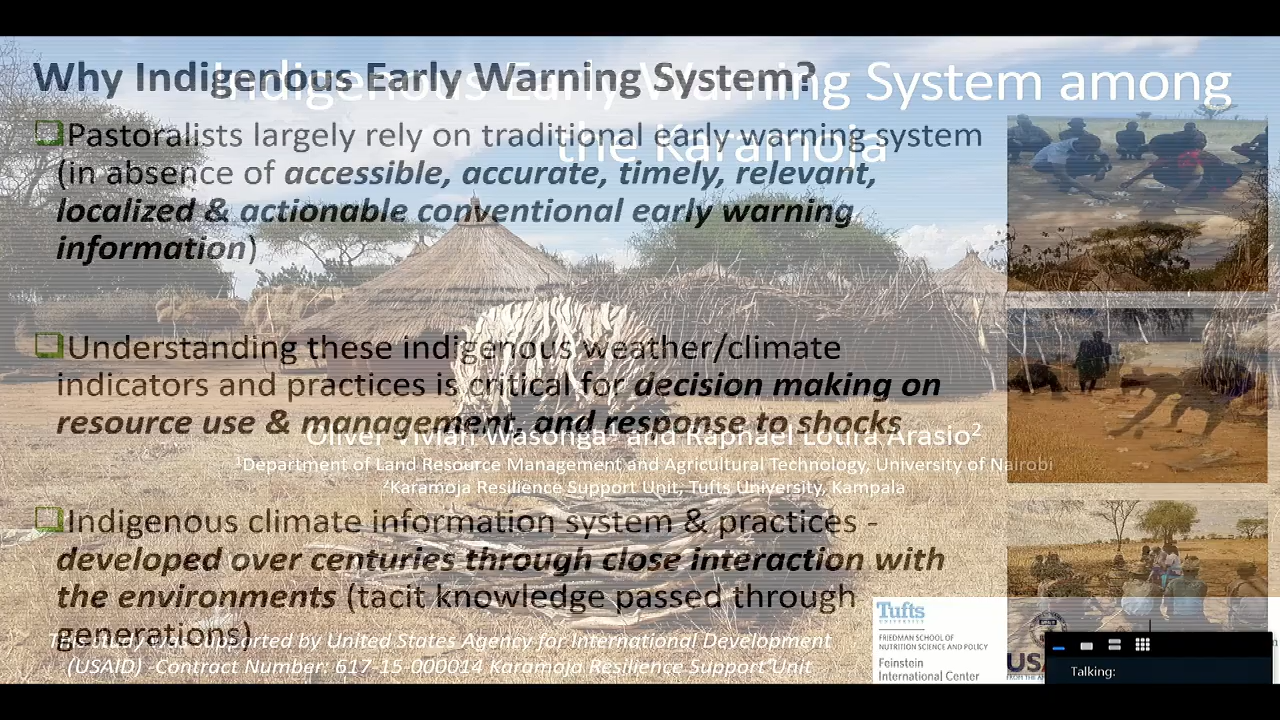 Why Indigenous Early Warning System?
Indigenous Early Warning System among
the Karamoja
Pastoralists largely rely on traditional early warning system
(in absence of accessible, accurate, timely, relevant,
localized & actionable conventional early warning
information)
Understanding these indigenous weather/climate
indicators and practices is critical for decision making on
resource use & management, and response to shocks
Oliver Vivian Wasonga¹ and Raphael Lotira Arasio²
¹Department of Land Resource Management and Agricultural Technology, University of Nairobi
²Karamoja Resilience Support Unit, Tufts University, Kampala
Indigenous climate information system & practices -
developed over centuries through close interaction with
the environments (tacit knowledge passed through
generations)
This study was supported by United States Agency for International Development
(USAID) -Contract Number: 617-15-000014 Karamoja Resilience Support Unit
Tufts
UNIVERSITY
FRIEDMAN SCHOOL OF
NUTRITION SCIENCE AND POLICY
Feinstein
International Center
Talking: